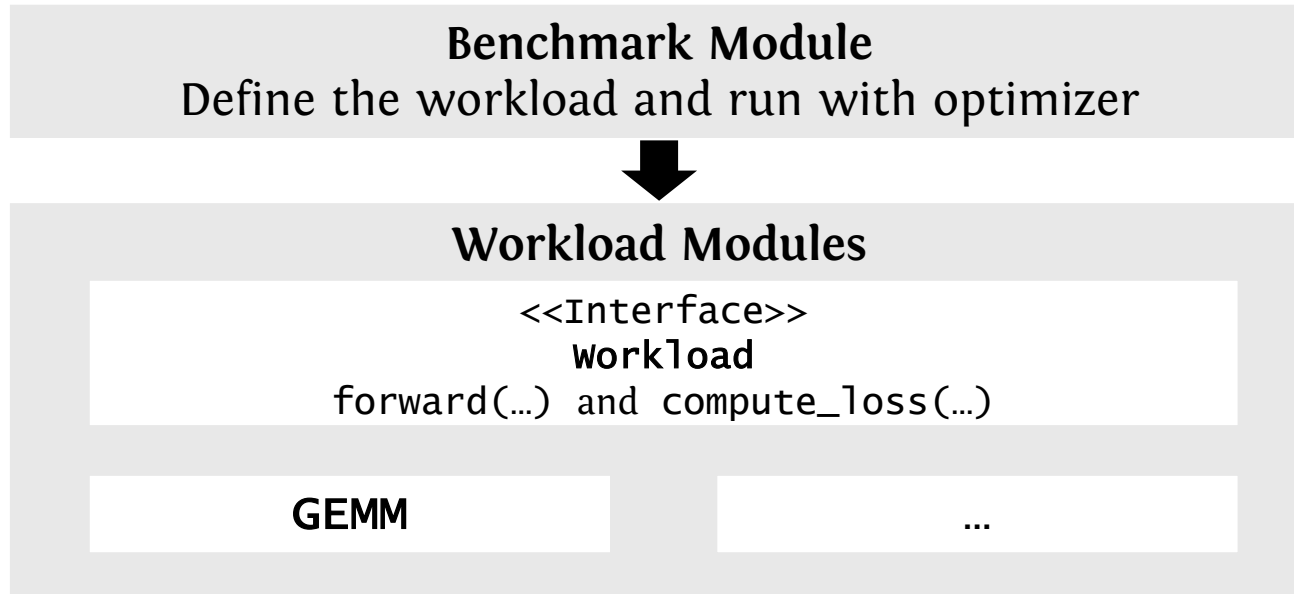 Benchmark Module
Define the workload and run with optimizer
Workload Modules
<<Interface>>
Workload
forward(…) and compute_loss(…)
GEMM
…